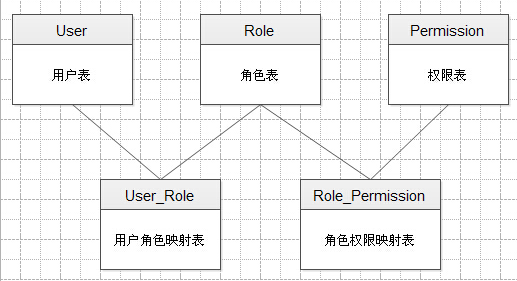 User
Role
Permission
用户表
角色表
权限表
User_Role
Role_Permission
用户角色映射表
角色权限映射表